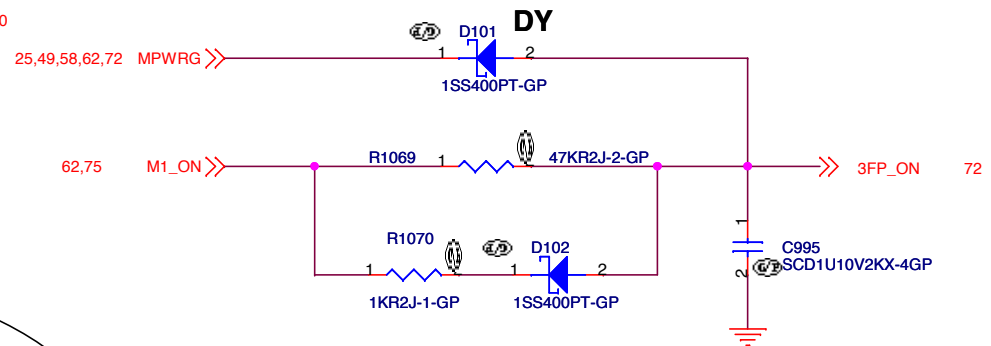 0
DY
D101
25,49,58,62,72 MPWRG 1 2
1SS400PT-GP
R1069
62,75 M1_ON 1 47KR2J-2-GP 3FP_ON 72
R1070 D102
1 1 2
1KR2J-1-GP 1SS400PT-GP
1
C995
SCD1U10V2KX-4GP
2 G/P